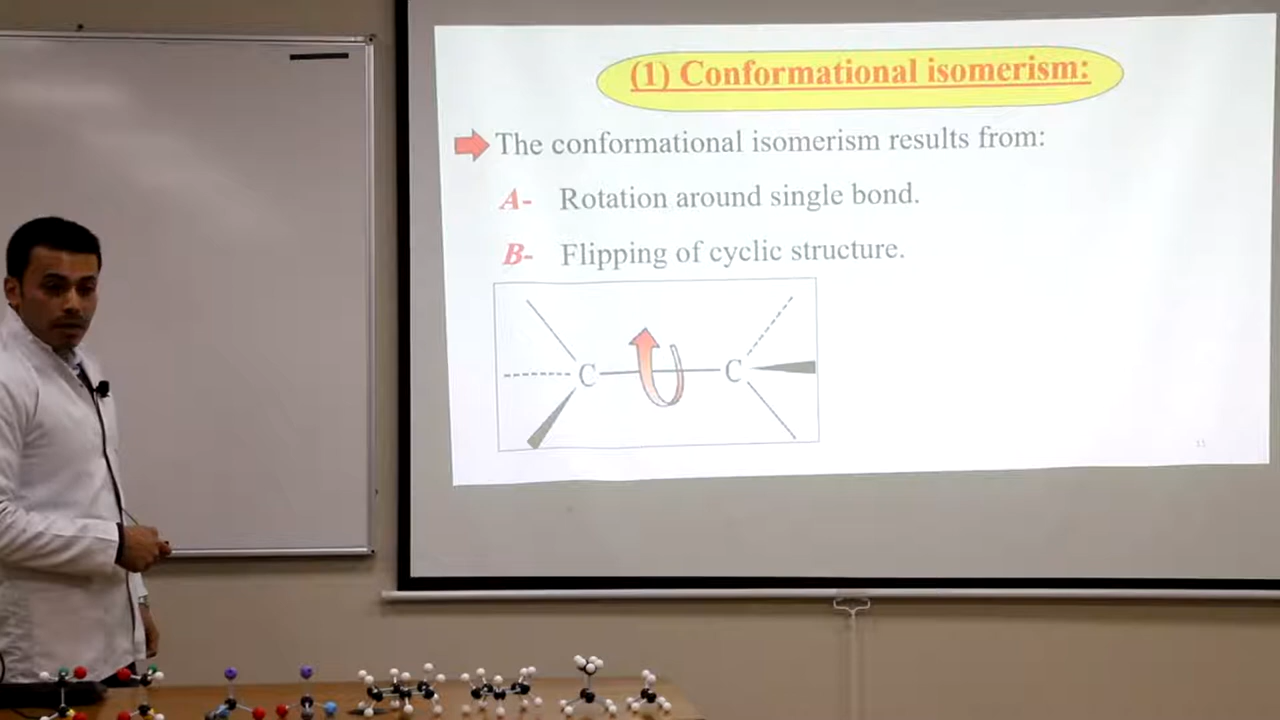 (1) Conformational isomerism:
The conformational isomerism results from:
A- Rotation around single bond.
B- Flipping of cyclic structure.
C C